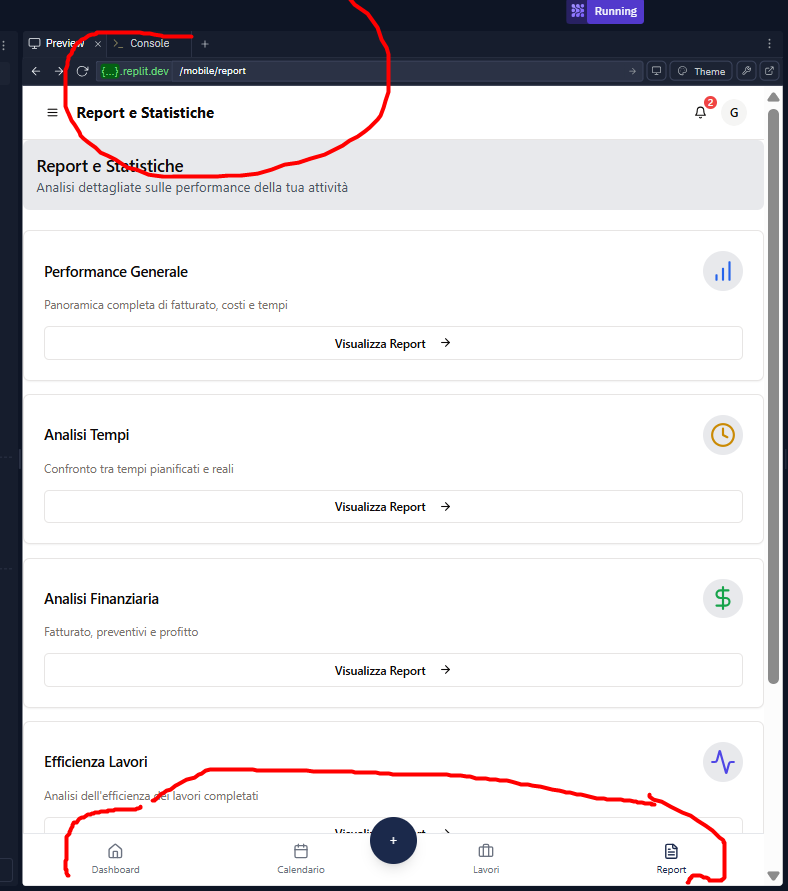 Running
Preview × Console +
{...}.replit.dev /mobile/report Theme
Report e Statistiche 2 G
Report e Statistiche
Analisi dettagliate sulle performance della tua attività
Performance Generale
Panoramica completa di fatturato, costi e tempi
Visualizza Report →
Analisi Tempi
Confronto tra tempi pianificati e reali
Visualizza Report →
Analisi Finanziaria
Fatturato, preventivi e profitto
Visualizza Report →
Efficienza Lavori
Analisi dell'efficienza dei lavori completati
+
Dashboard Calendario Lavori Report